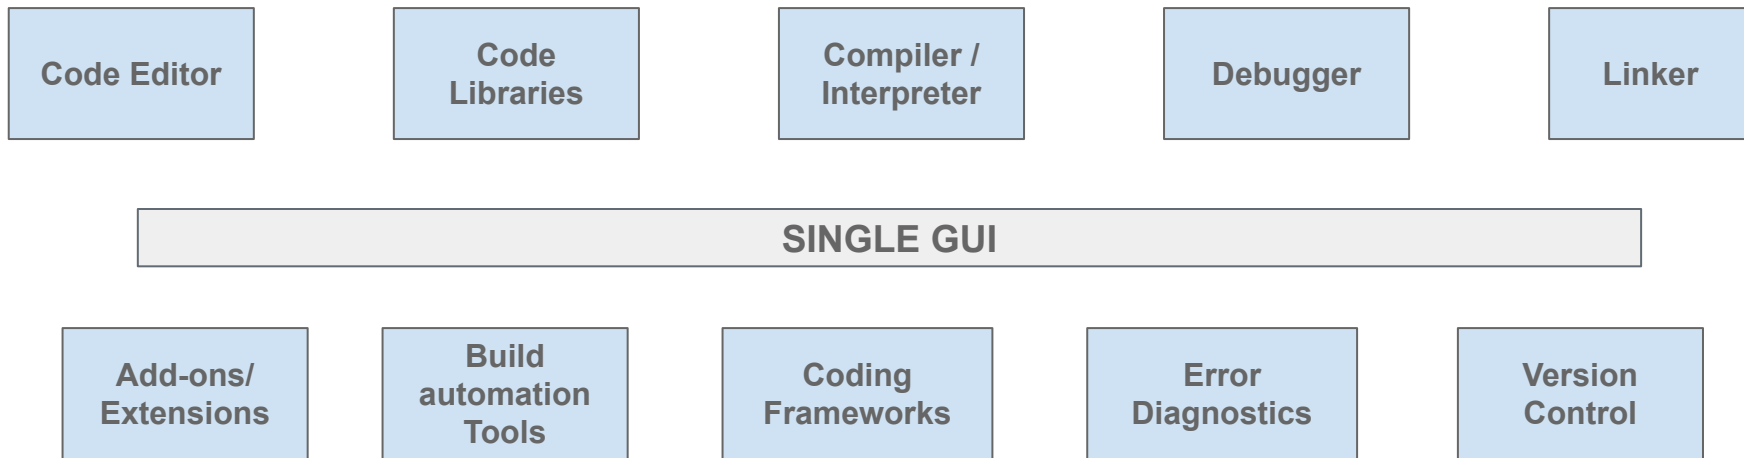 Code Editor
Code
Libraries
Compiler /
Interpreter
Debugger
Linker
SINGLE GUI
Add-ons/
Extensions
Build
automation
Tools
Coding
Frameworks
Error
Diagnostics
Version
Control